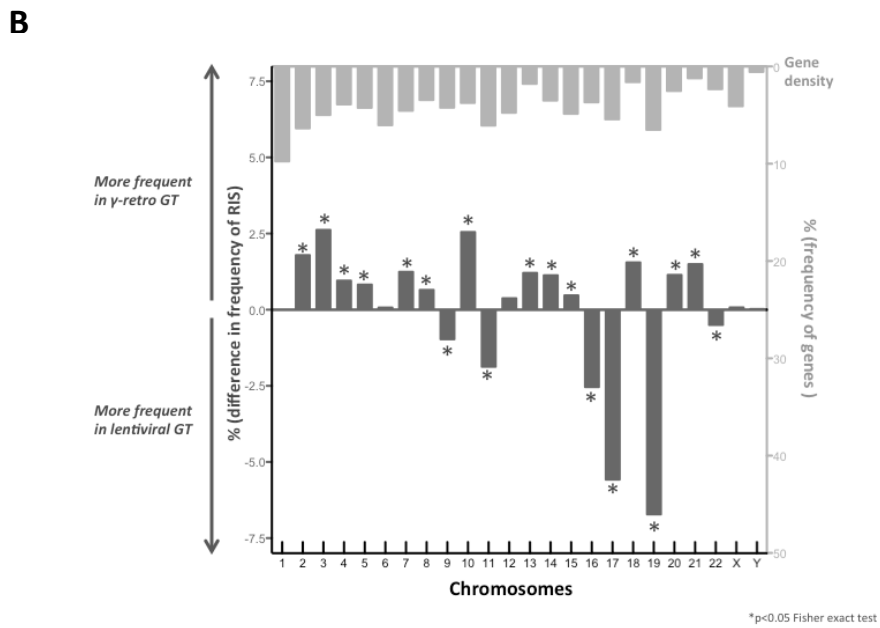 B
Gene
density
7.5
5.0
2.5
0.0
-2.5
-5.0
-7.5
0
10
20
30
40
50
More frequent
in γ-retro GT
More frequent
in lentiviral GT
% (difference in frequency of RIS)
% (frequency of genes )
* * * * * * * * * * * * * * * * * * *
1 2 3 4 5 6 7 8 9 10 11 12 13 14 15 16 17 18 19 20 21 22 X Y
Chromosomes
*p<0.05 Fisher exact test